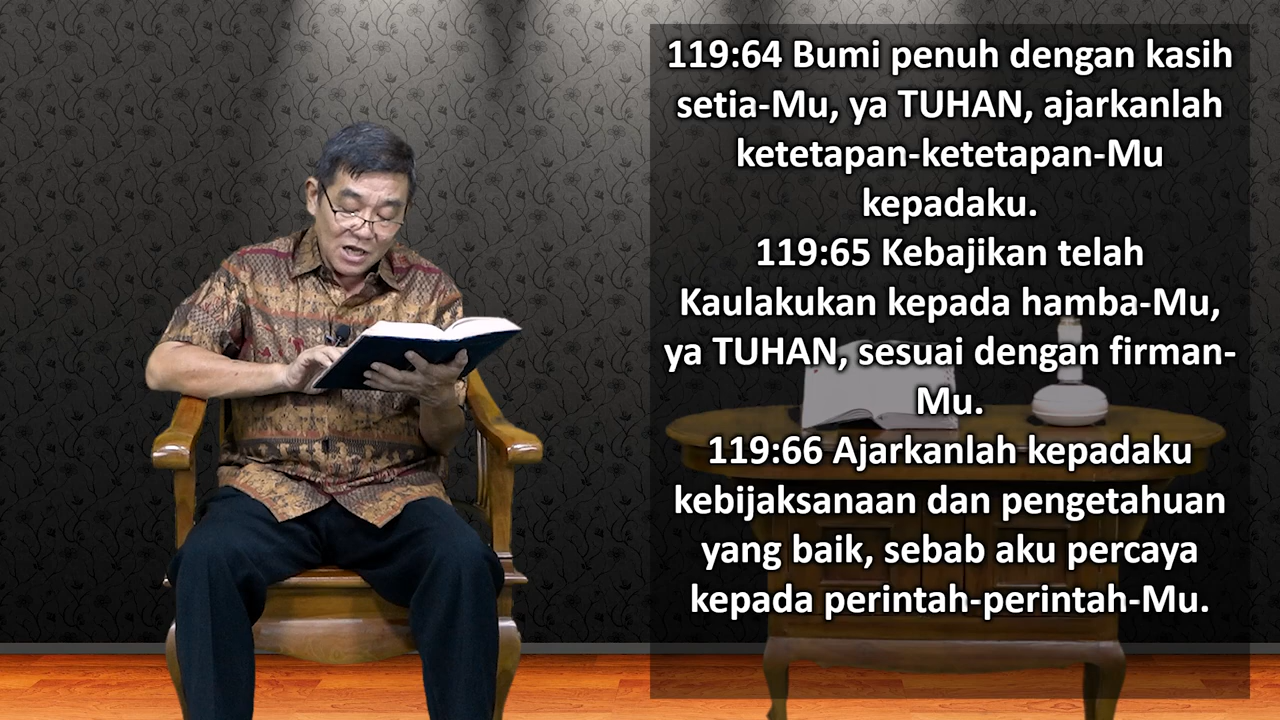 119:64 Bumi penuh dengan kasih
setia-Mu, ya TUHAN, ajarkanlah
ketetapan-ketetapan-Mu
kepadaku.
119:65 Kebajikan telah
Kaulakukan kepada hamba-Mu,
ya TUHAN, sesuai dengan firman-
Mu.
119:66 Ajarkanlah kepadaku
kebijaksanaan dan pengetahuan
yang baik, sebab aku percaya
kepada perintah-perintah-Mu.